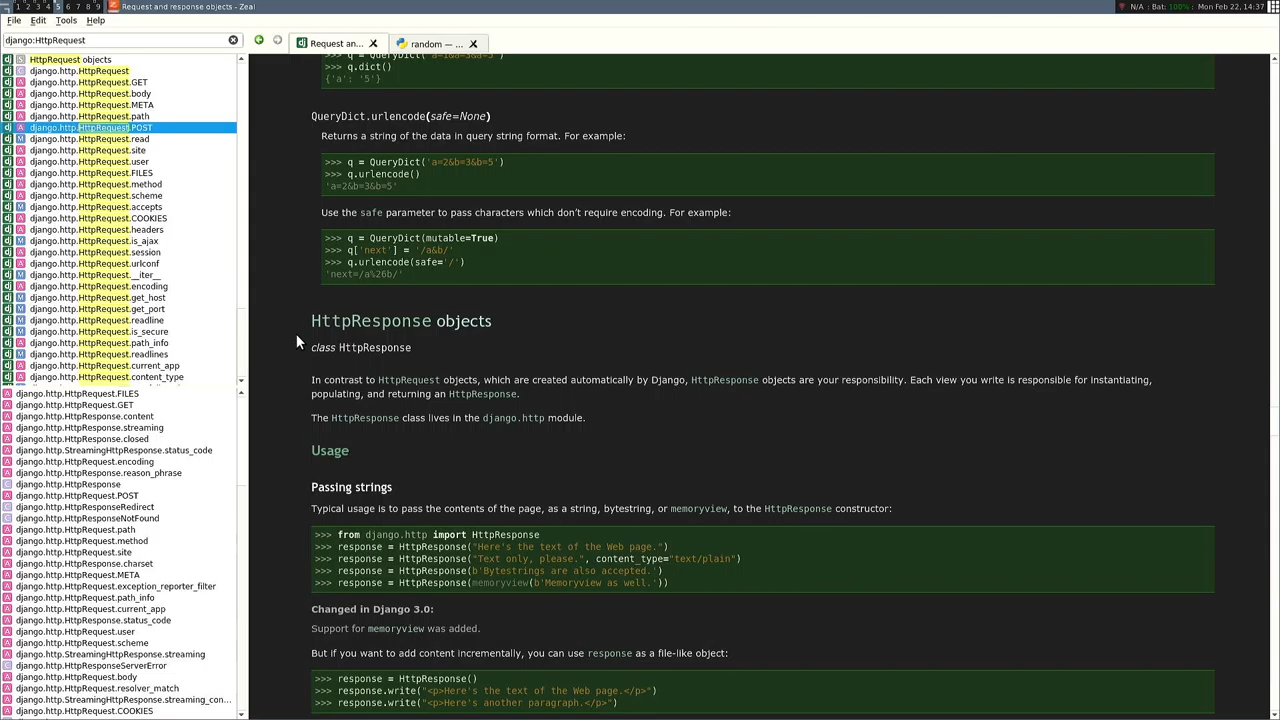 1 2 3 4 5 6 7 8 9 Request and response objects - Zeal N/A : Bat: 100% : Mon Feb 22, 14:37
File Edit Tools Help
django:HttpRequest
Request an... random — ...
HttpRequest objects
django.http.HttpRequest
django.http.HttpRequest.GET
django.http.HttpRequest.body
django.http.HttpRequest.META
django.http.HttpRequest.path
django.http.HttpRequest.POST
django.http.HttpRequest.read
django.http.HttpRequest.site
django.http.HttpRequest.user
django.http.HttpRequest.FILES
django.http.HttpRequest.method
django.http.HttpRequest.scheme
django.http.HttpRequest.accepts
django.http.HttpRequest.COOKIES
django.http.HttpRequest.headers
django.http.HttpRequest.is_ajax
django.http.HttpRequest.session
django.http.HttpRequest.urlconf
django.http.HttpRequest.__iter__
django.http.HttpRequest.encoding
django.http.HttpRequest.get_host
django.http.HttpRequest.get_port
django.http.HttpRequest.readline
django.http.HttpRequest.is_secure
django.http.HttpRequest.path_info
django.http.HttpRequest.readlines
django.http.HttpRequest.current_app
django.http.HttpRequest.content_type
django.http.HttpRequest.FILES
django.http.HttpRequest.GET
django.http.HttpResponse.content
django.http.HttpResponse.streaming
django.http.HttpResponse.closed
django.http.StreamingHttpResponse.status_code
django.http.HttpRequest.encoding
django.http.HttpResponse.reason_phrase
django.http.HttpResponse
django.http.HttpRequest.POST
django.http.HttpResponseRedirect
django.http.HttpResponseNotFound
django.http.HttpRequest.path
django.http.HttpRequest.method
django.http.HttpRequest.site
django.http.HttpResponse.charset
django.http.HttpRequest.META
django.http.HttpRequest.exception_reporter_filter
django.http.HttpRequest.path_info
django.http.HttpRequest.current_app
django.http.HttpResponse.status_code
django.http.HttpRequest.user
django.http.HttpRequest.scheme
django.http.StreamingHttpResponse.streaming
django.http.HttpResponseServerError
django.http.HttpRequest.body
django.http.HttpRequest.resolver_match
django.http.StreamingHttpResponse.streaming_con...
django.http.HttpRequest.COOKIES
>>> q = QueryDict('a=1&a=3&a=5')
>>> q.dict()
{'a': '5'}
QueryDict.urlencode(safe=None)
Returns a string of the data in query string format. For example:
>>> q = QueryDict('a=2&b=3&b=5')
>>> q.urlencode()
'a=2&b=3&b=5'
Use the safe parameter to pass characters which don't require encoding. For example:
>>> q = QueryDict(mutable=True)
>>> q['next'] = '/a&b/'
>>> q.urlencode(safe='/')
'next=/a%26b/'
HttpResponse objects
class HttpResponse
In contrast to HttpRequest objects, which are created automatically by Django, HttpResponse objects are your responsibility. Each view you write is responsible for instantiating,
populating, and returning an HttpResponse.
The HttpResponse class lives in the django.http module.
Usage
Passing strings
Typical usage is to pass the contents of the page, as a string, bytestring, or memoryview, to the HttpResponse constructor:
>>> from django.http import HttpResponse
>>> response = HttpResponse("Here's the text of the Web page.")
>>> response = HttpResponse("Text only, please.", content_type="text/plain")
>>> response = HttpResponse(b'Bytestrings are also accepted.')
>>> response = HttpResponse(memoryview(b'Memoryview as well.'))
Changed in Django 3.0:
Support for memoryview was added.
But if you want to add content incrementally, you can use response as a file-like object:
>>> response = HttpResponse()
>>> response.write("<p>Here's the text of the Web page.</p>")
>>> response.write("<p>Here's another paragraph.</p>")